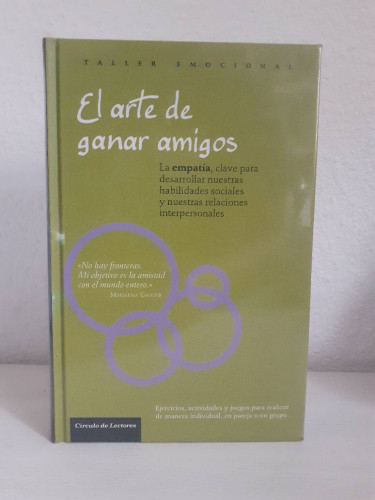 TALLER EMOCIONAL
El arte de
ganar amigos
La empatía, clave para
desarrollar nuestras
habilidades sociales
y nuestras relaciones
interpersonales
«No hay fronteras.
Mi objetivo es la amistad
con el mundo entero.»
Ejercicios, actividades y juegos para realizar
de manera individual, en pareja o en grupo.
Círculo de Lectores